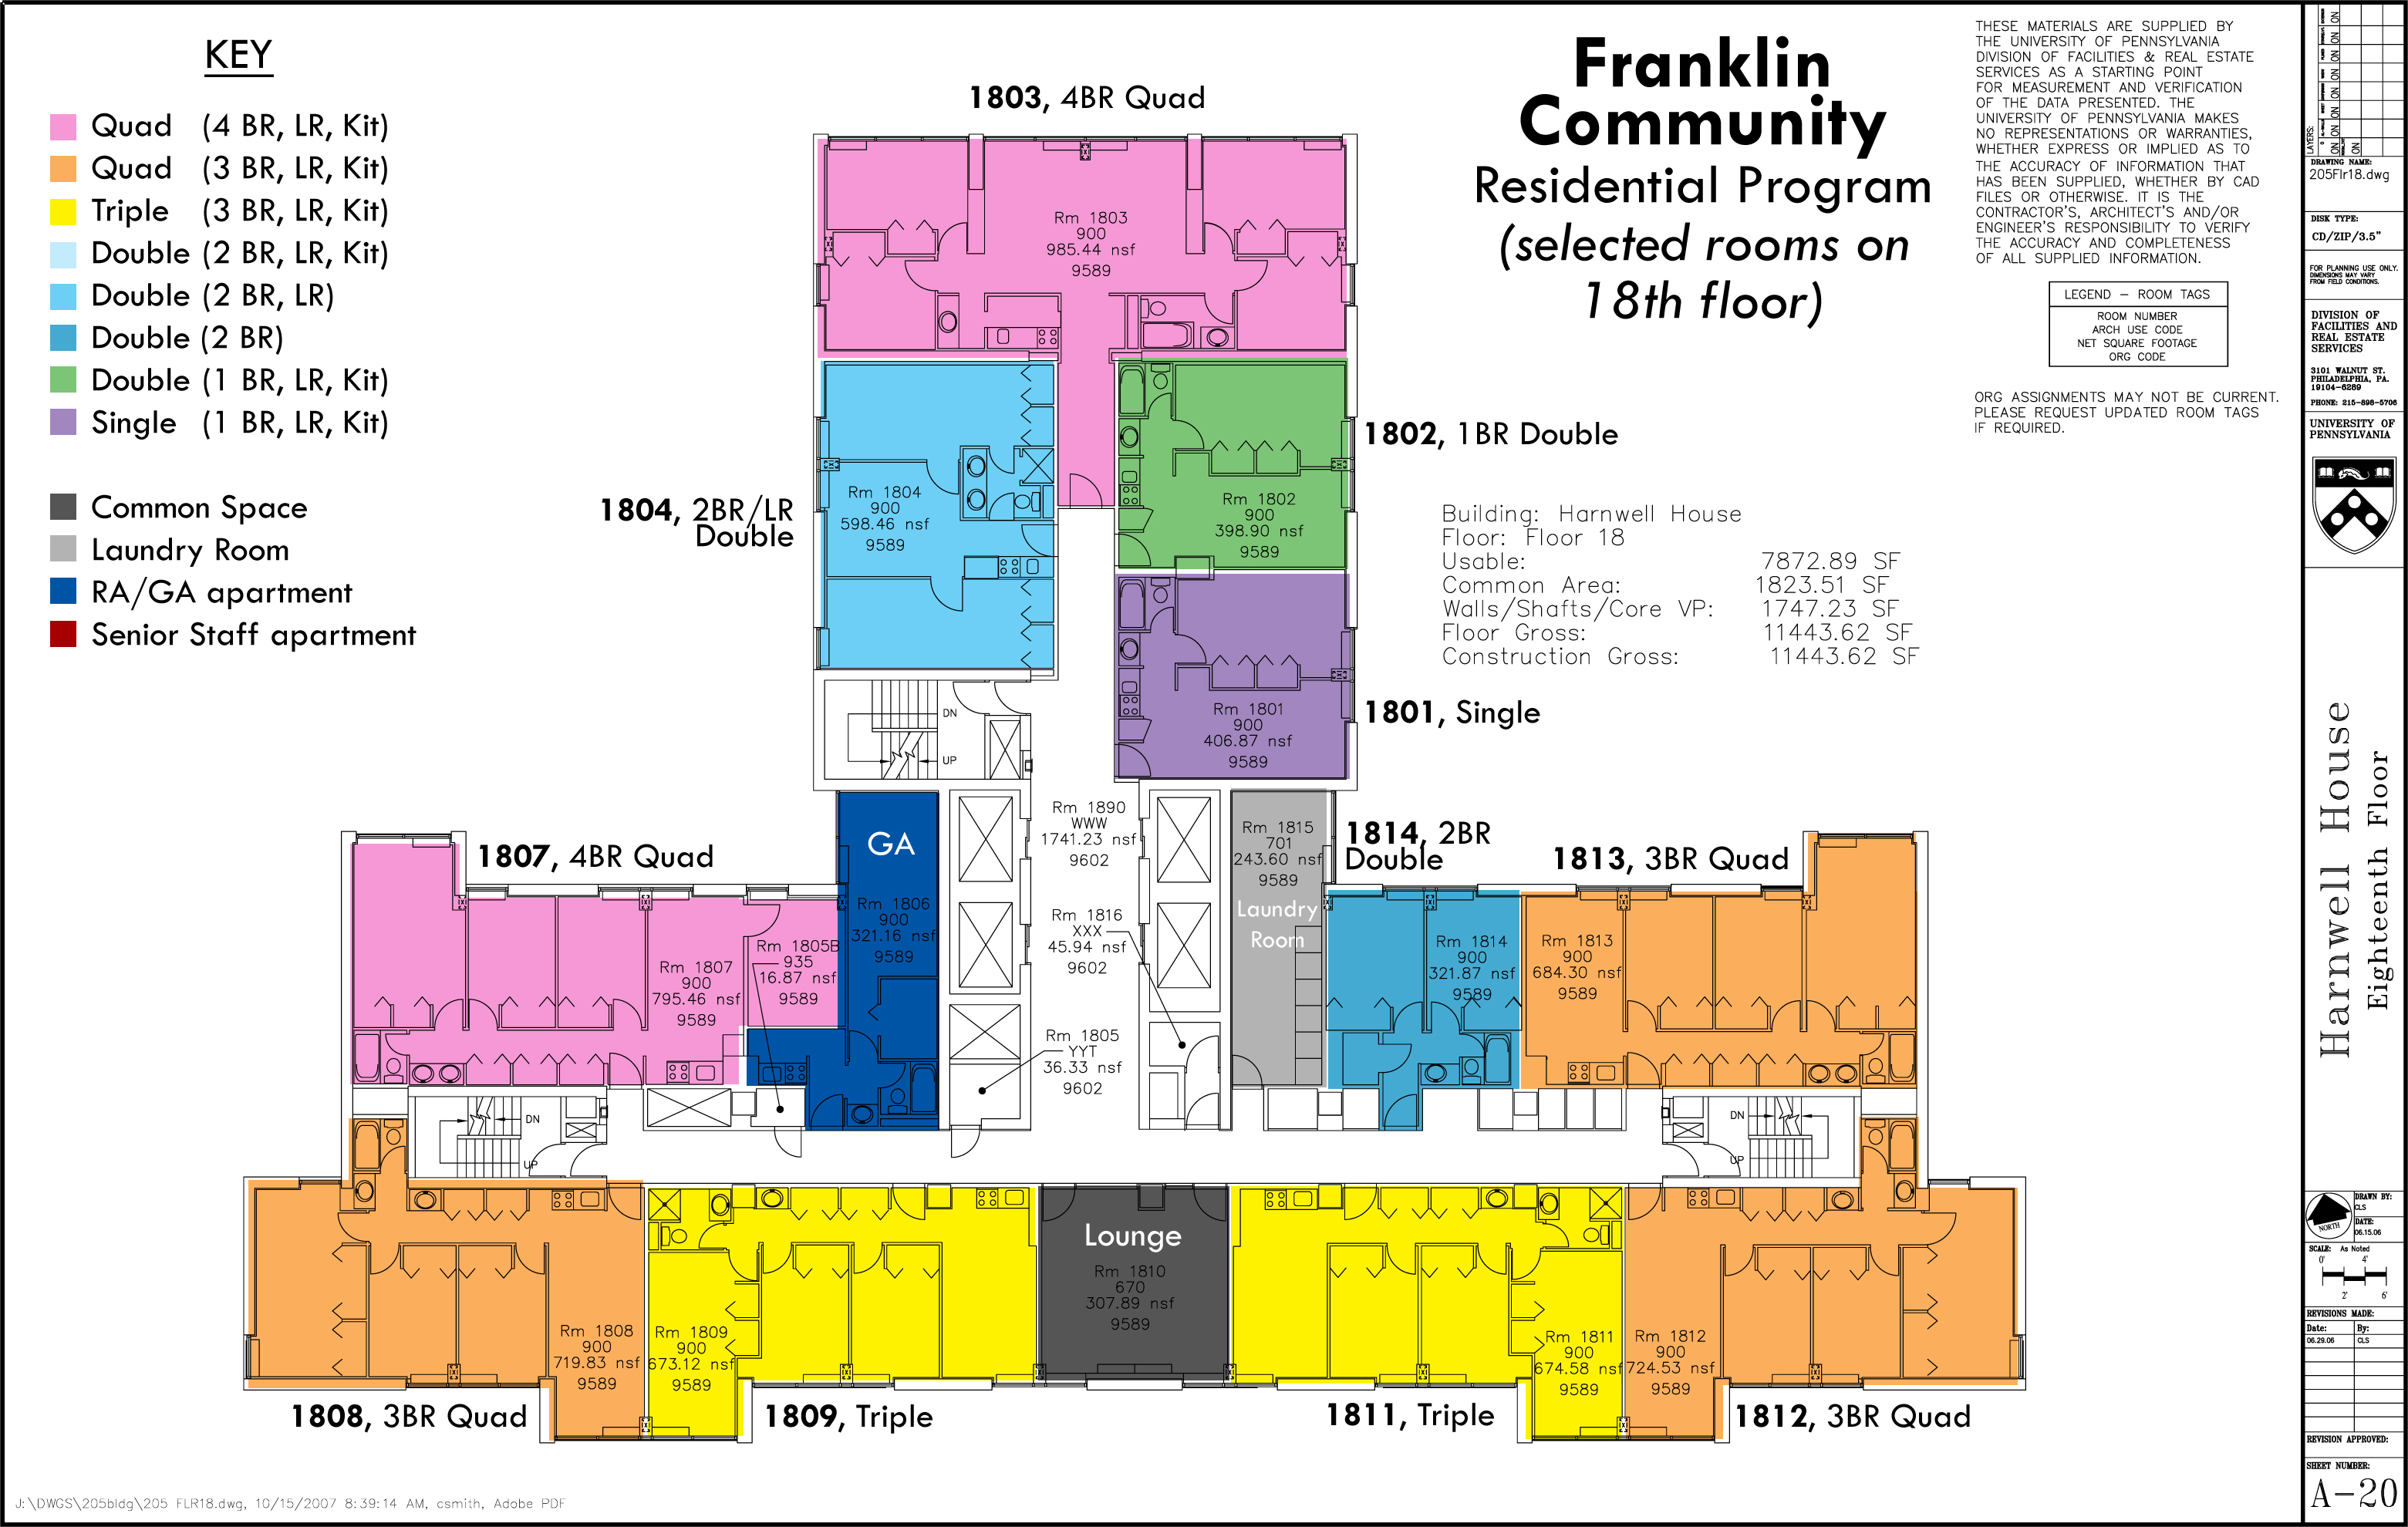 KEY
Quad (4 BR, LR, Kit)
Quad (3 BR, LR, Kit)
Triple (3 BR, LR, Kit)
Double (2 BR, LR, Kit)
Double (2 BR, LR)
Double (2 BR)
Double (1 BR, LR, Kit)
Single (1 BR, LR, Kit)
Common Space
Laundry Room
RA/GA apartment
Senior Staff apartment
Franklin
Community
Residential Program
(selected rooms on
18th floor)
THESE MATERIALS ARE SUPPLIED BY
THE UNIVERSITY OF PENNSYLVANIA
DIVISION OF FACILITIES & REAL ESTATE
SERVICES AS A STARTING POINT
FOR MEASUREMENT AND VERIFICATION
OF THE DATA PRESENTED. THE
UNIVERSITY OF PENNSYLVANIA MAKES
NO REPRESENTATIONS OR WARRANTIES,
WHETHER EXPRESS OR IMPLIED AS TO
THE ACCURACY OF INFORMATION THAT
HAS BEEN SUPPLIED, WHETHER BY CAD
FILES OR OTHERWISE. IT IS THE
CONTRACTOR'S, ARCHITECT'S AND/OR
ENGINEER'S RESPONSIBILITY TO VERIFY
THE ACCURACY AND COMPLETENESS
OF ALL SUPPLIED INFORMATION.
LEGEND – ROOM TAGS
ROOM NUMBER
ARCH USE CODE
NET SQUARE FOOTAGE
ORG CODE
ORG ASSIGNMENTS MAY NOT BE CURRENT.
PLEASE REQUEST UPDATED ROOM TAGS
IF REQUIRED.
1803, 4BR Quad
Rm 1803
900
985.44 nsf
9589
1804, 2BR/LR
Double
Rm 1804
900
598.46 nsf
9589
1802, 1BR Double
Rm 1802
900
398.90 nsf
9589
Building: Harnwell House
Floor: Floor 18
Usable: 7872.89 SF
Common Area: 1823.51 SF
Walls/Shafts/Core VP: 1747.23 SF
Floor Gross: 11443.62 SF
Construction Gross: 11443.62 SF
1801, Single
Rm 1801
900
406.87 nsf
9589
DN
UP
1807, 4BR Quad
Rm 1807
900
795.46 nsf
9589
Rm 1805B
935
16.87 nsf
9589
GA
Rm 1806
900
321.16 nsf
9589
Rm 1890
WWW
1741.23 nsf
9602
Rm 1816
XXX
45.94 nsf
9602
Rm 1805
YYT
36.33 nsf
9602
Rm 1815
701
243.60 nsf
9589
Laundry
Room
1814, 2BR
Double
Rm 1814
900
321.87 nsf
9589
1813, 3BR Quad
Rm 1813
900
684.30 nsf
9589
DN
UP
DN
UP
Rm 1808
900
719.83 nsf
9589
1808, 3BR Quad
Rm 1809
900
673.12 nsf
9589
1809, Triple
Lounge
Rm 1810
670
307.89 nsf
9589
Rm 1811
900
674.58 nsf
9589
1811, Triple
Rm 1812
900
724.53 nsf
9589
1812, 3BR Quad
J:\DWGS\205bldg\205 FLR18.dwg, 10/15/2007 8:39:14 AM, csmith, Adobe PDF
LAYERS:
ON ON ON ON ON ON ON
ON ON
DRAWING NAME:
205Flr18.dwg
DISK TYPE:
CD/ZIP/3.5"
FOR PLANNING USE ONLY.
DIMENSIONS MAY VARY
FROM FIELD CONDITIONS.
DIVISION OF
FACILITIES AND
REAL ESTATE
SERVICES
3101 WALNUT ST.
PHILADELPHIA, PA.
19104-6289
PHONE: 215-898-5706
UNIVERSITY OF
PENNSYLVANIA
Harnwell House
Eighteenth Floor
NORTH
DRAWN BY:
CLS
DATE:
06.15.06
SCALE: As Noted
0' 4'
2' 6'
REVISIONS MADE:
Date: By:
06.29.06 CLS
REVISION APPROVED:
SHEET NUMBER:
A-20